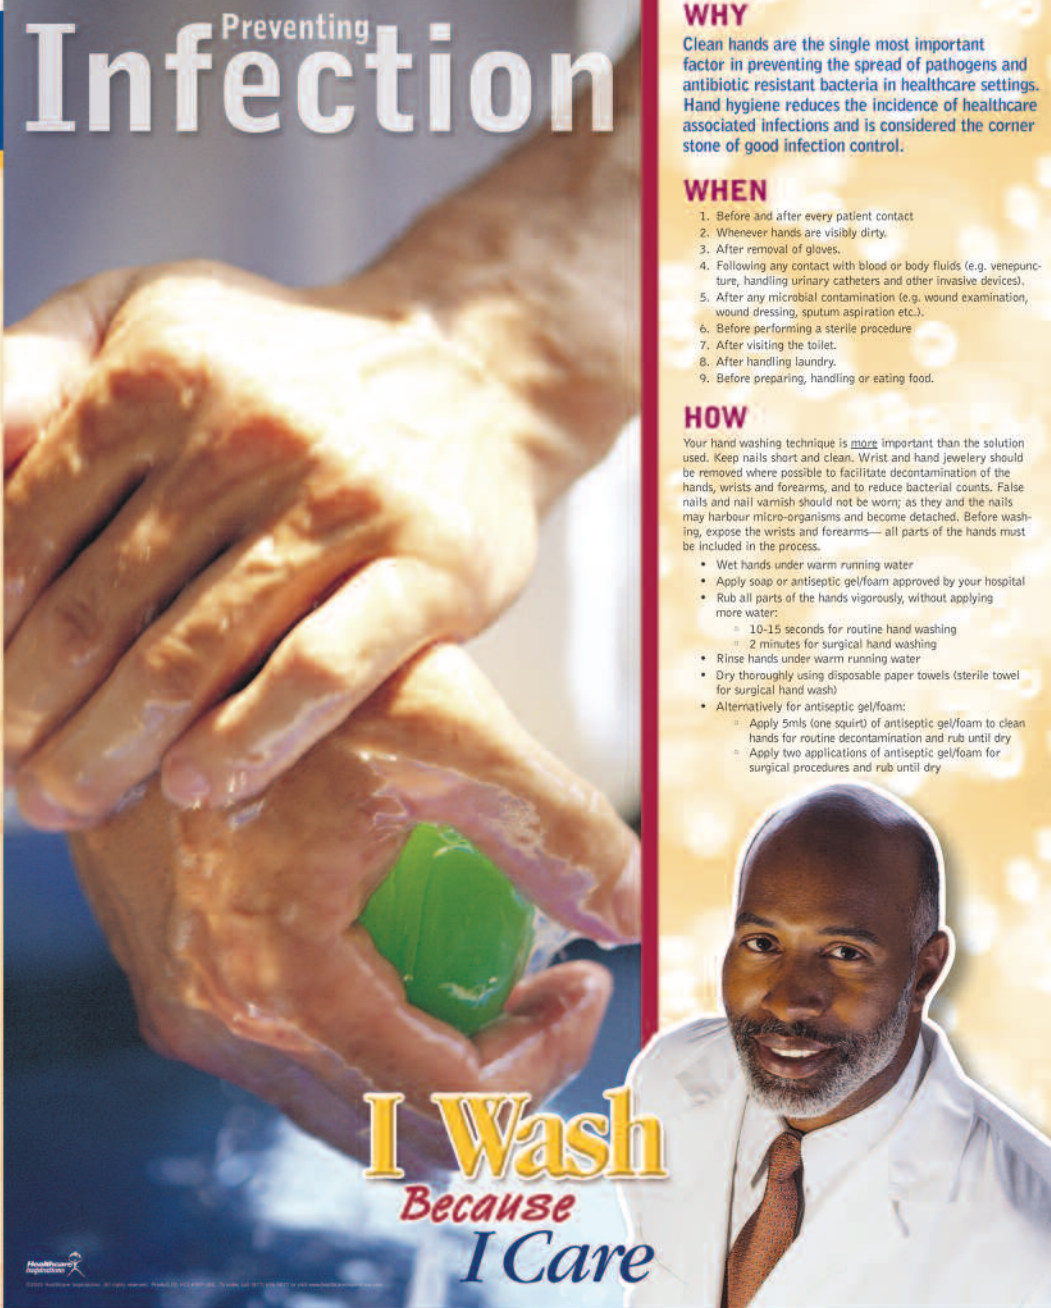 Preventing
Infection
WHY
Clean hands are the single most important
factor in preventing the spread of pathogens and
antibiotic resistant bacteria in healthcare settings.
Hand hygiene reduces the incidence of healthcare
associated infections and is considered the corner
stone of good infection control.
WHEN
1. Before and after every patient contact
2. Whenever hands are visibly dirty.
3. After removal of gloves.
4. Following any contact with blood or body fluids (e.g. venepunc-
ture, handling urinary catheters and other invasive devices).
5. After any microbial contamination (e.g. wound examination,
wound dressing, sputum aspiration etc.).
6. Before performing a sterile procedure
7. After visiting the toilet.
8. After handling laundry.
9. Before preparing, handling or eating food.
HOW
Your hand washing technique is more important than the solution
used. Keep nails short and clean. Wrist and hand jewelery should
be removed where possible to facilitate decontamination of the
hands, wrists and forearms, and to reduce bacterial counts. False
nails and nail varnish should not be worn; as they and the nails
may harbour micro-organisms and become detached. Before wash-
ing, expose the wrists and forearms— all parts of the hands must
be included in the process.
• Wet hands under warm running water
• Apply soap or antiseptic gel/foam approved by your hospital
• Rub all parts of the hands vigorously, without applying
more water:
▫ 10-15 seconds for routine hand washing
▫ 2 minutes for surgical hand washing
• Rinse hands under warm running water
• Dry thoroughly using disposable paper towels (sterile towel
for surgical hand wash)
• Alternatively for antiseptic gel/foam:
▫ Apply 5mls (one squirt) of antiseptic gel/foam to clean
hands for routine decontamination and rub until dry
▫ Apply two applications of antiseptic gel/foam for
surgical procedures and rub until dry
I Wash
Because
I Care
Healthcare
Inspirations